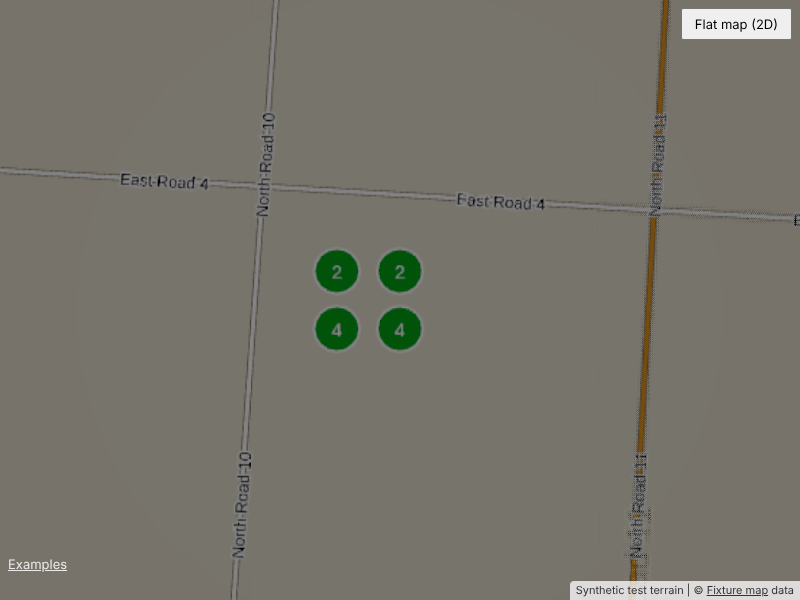 Flat map (2D)
North Road 10
North Road 11
East Road 4
East Road 4
2
2
4
4
North Road 10
North Road 11
Examples
Synthetic test terrain | © Fixture map data